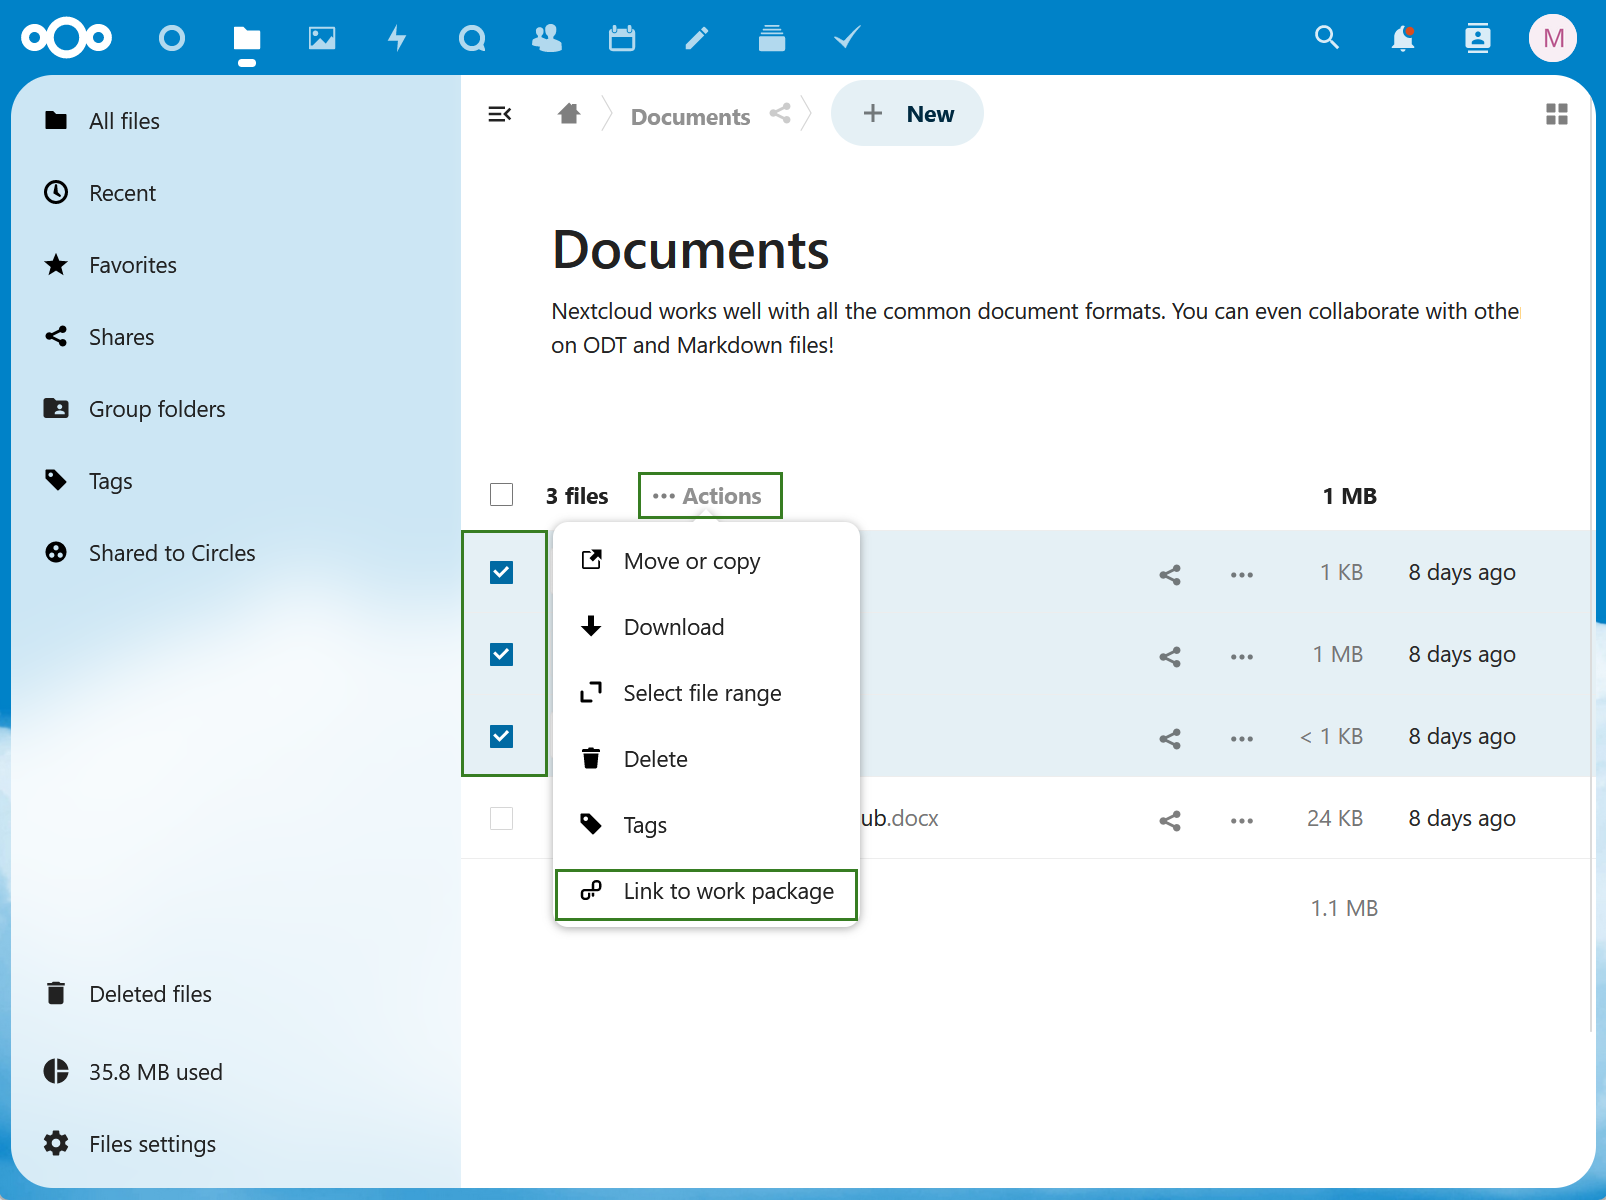 M
All files
Recent
Favorites
Shares
Group folders
Tags
Shared to Circles
Deleted files
35.8 MB used
Files settings
Documents
+ New
Documents
Nextcloud works well with all the common document formats. You can even collaborate with othe
on ODT and Markdown files!
3 files
Actions
1 MB
Move or copy
Download
Select file range
Delete
Tags
Link to work package
1 KB 8 days ago
1 MB 8 days ago
< 1 KB 8 days ago
ub.docx 24 KB 8 days ago
1.1 MB